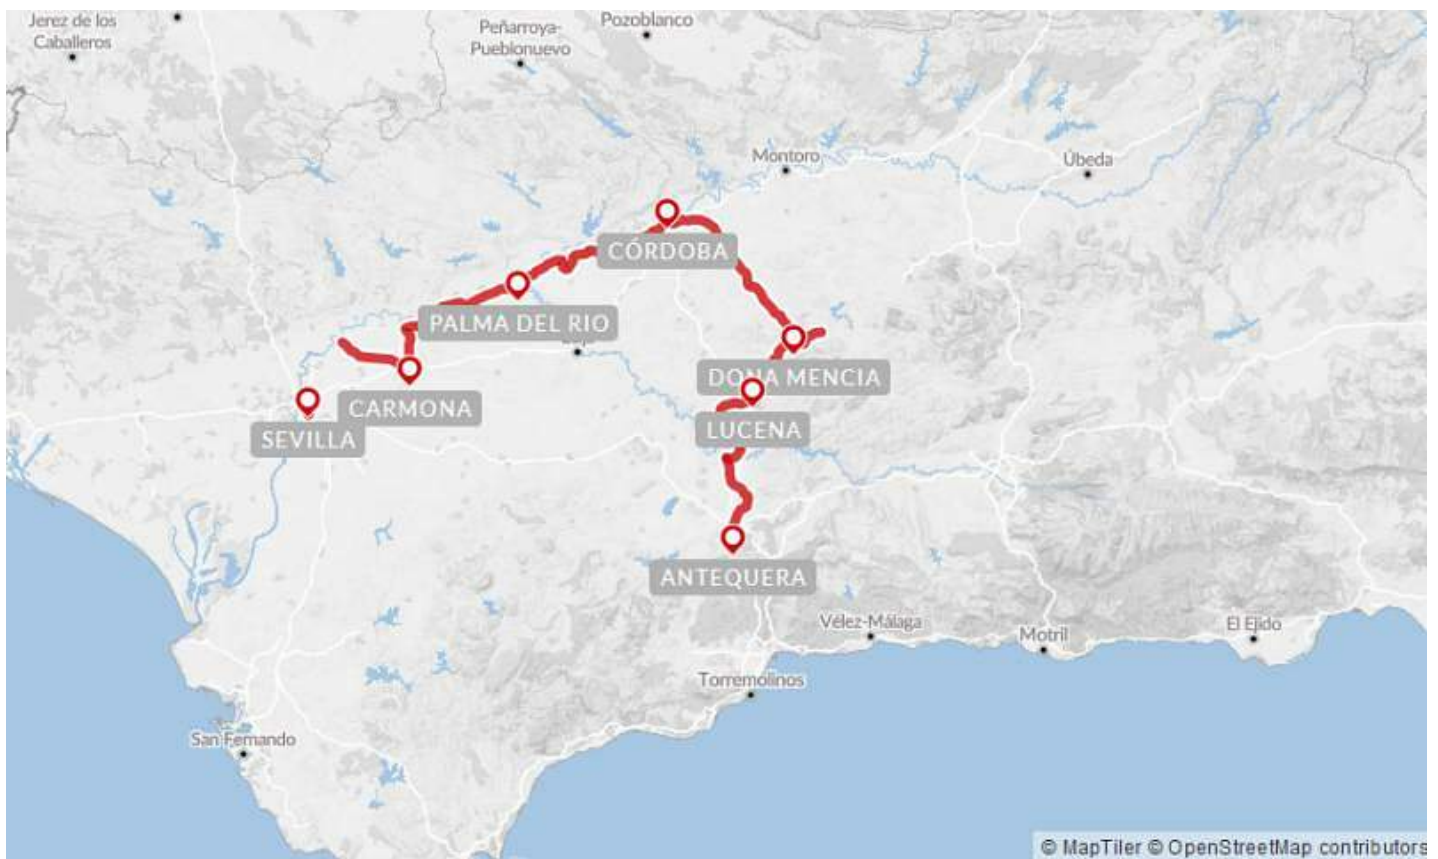 Jerez de los
Caballeros
Peñarroya-
Pueblonuevo
Pozoblanco
Montoro
Úbeda
CÓRDOBA
PALMA DEL RIO
DONA MENCIA
CARMONA
LUCENA
SEVILLA
ANTEQUERA
Vélez-Málaga
Motril
El Ejido
Torremolinos
San Fernando
© MapTiler © OpenStreetMap contributors